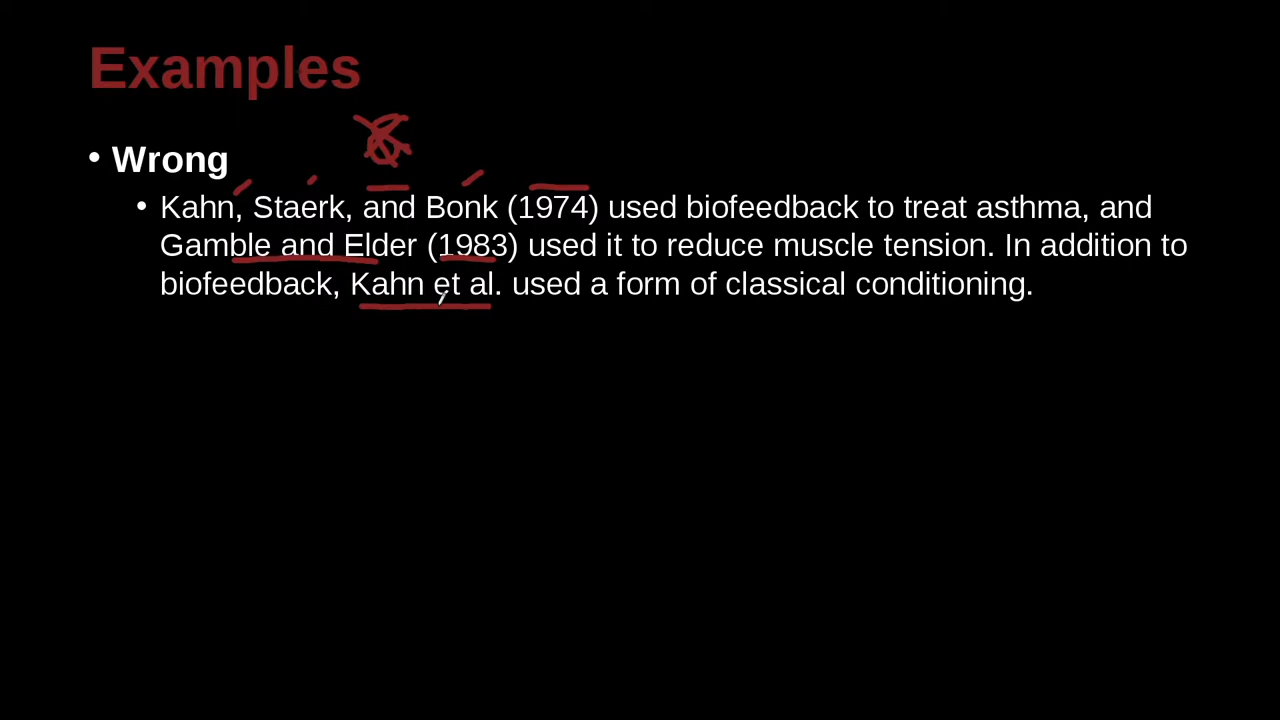 Examples
• Wrong
&
• Kahn, Staerk, and Bonk (1974) used biofeedback to treat asthma, and
Gamble and Elder (1983) used it to reduce muscle tension. In addition to
biofeedback, Kahn et al. used a form of classical conditioning.